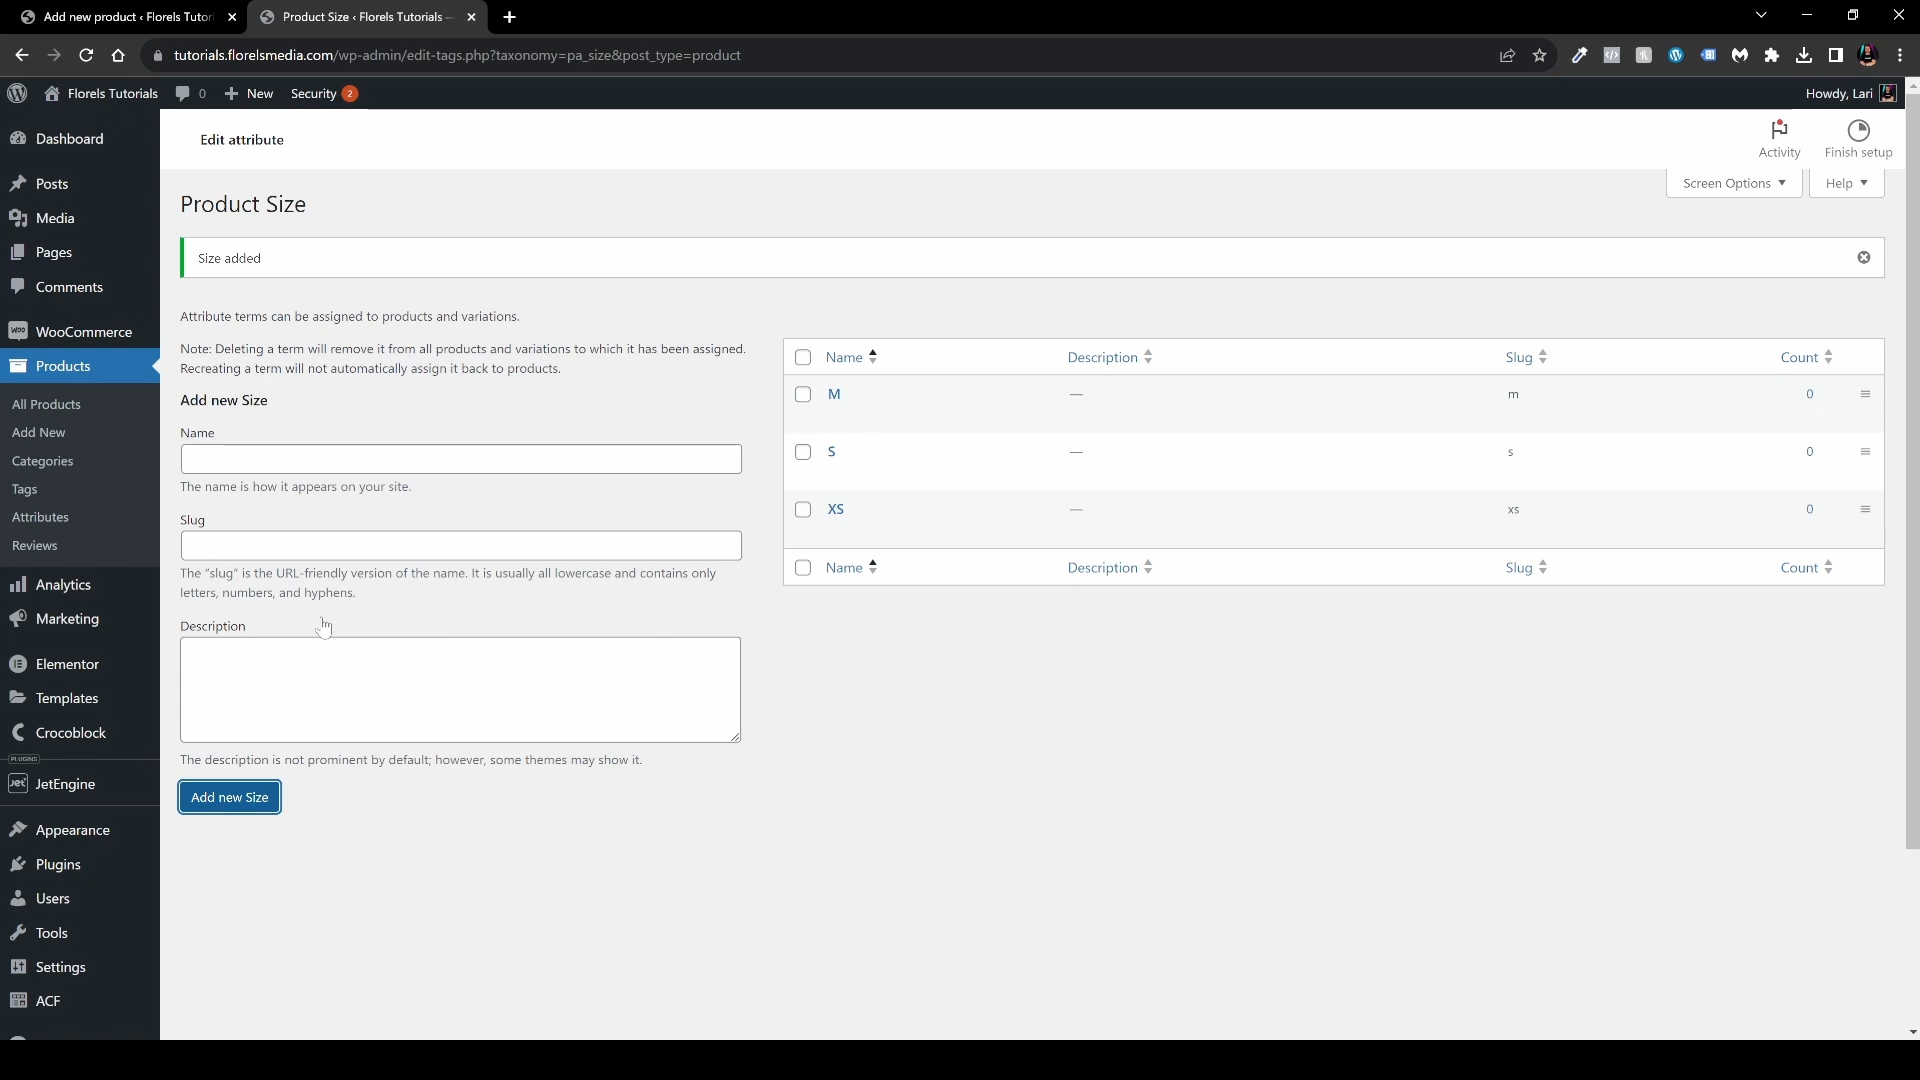 Add new product ‹ Florels Tutor
Product Size ‹ Florels Tutorials –
tutorials.florelsmedia.com/wp-admin/edit-tags.php?taxonomy=pa_size&post_type=product
Florels Tutorials
0
New
Security 2
Howdy, Lari
Dashboard
Posts
Media
Pages
Comments
WooCommerce
Products
All Products
Add New
Categories
Tags
Attributes
Reviews
Analytics
Marketing
Elementor
Templates
Crocoblock
PLUGINS
JetEngine
Appearance
Plugins
Users
Tools
Settings
ACF
Edit attribute
Activity
Finish setup
Screen Options
Help
Product Size
Size added
Attribute terms can be assigned to products and variations.
Note: Deleting a term will remove it from all products and variations to which it has been assigned.
Recreating a term will not automatically assign it back to products.
Add new Size
Name
The name is how it appears on your site.
Slug
The “slug” is the URL-friendly version of the name. It is usually all lowercase and contains only
letters, numbers, and hyphens.
Description
The description is not prominent by default; however, some themes may show it.
Add new Size
Name Description Slug Count
M — m 0
S — s 0
XS — xs 0
Name Description Slug Count